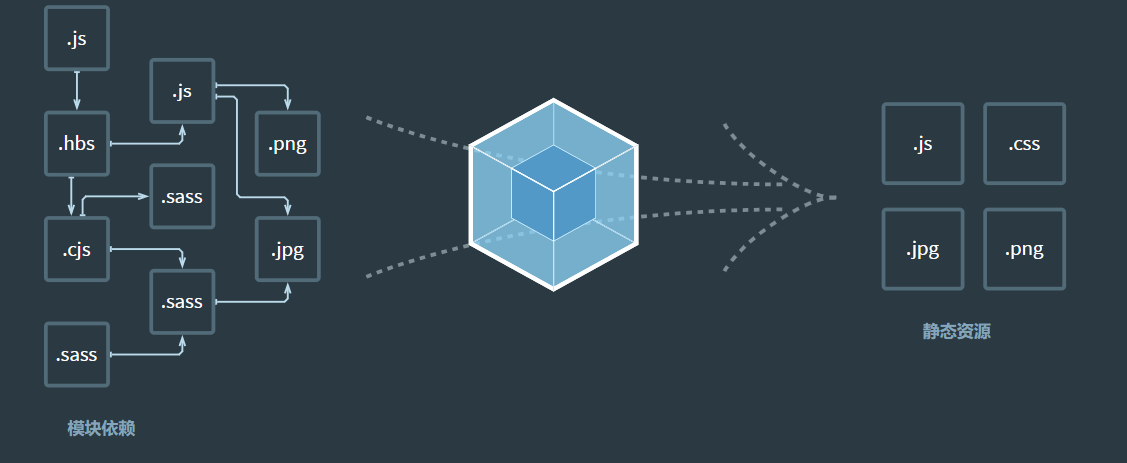 .js
.js
.hbs
.png
.sass
.cjs
.jpg
.sass
.sass
模块依赖
.js
.css
.jpg
.png
静态资源